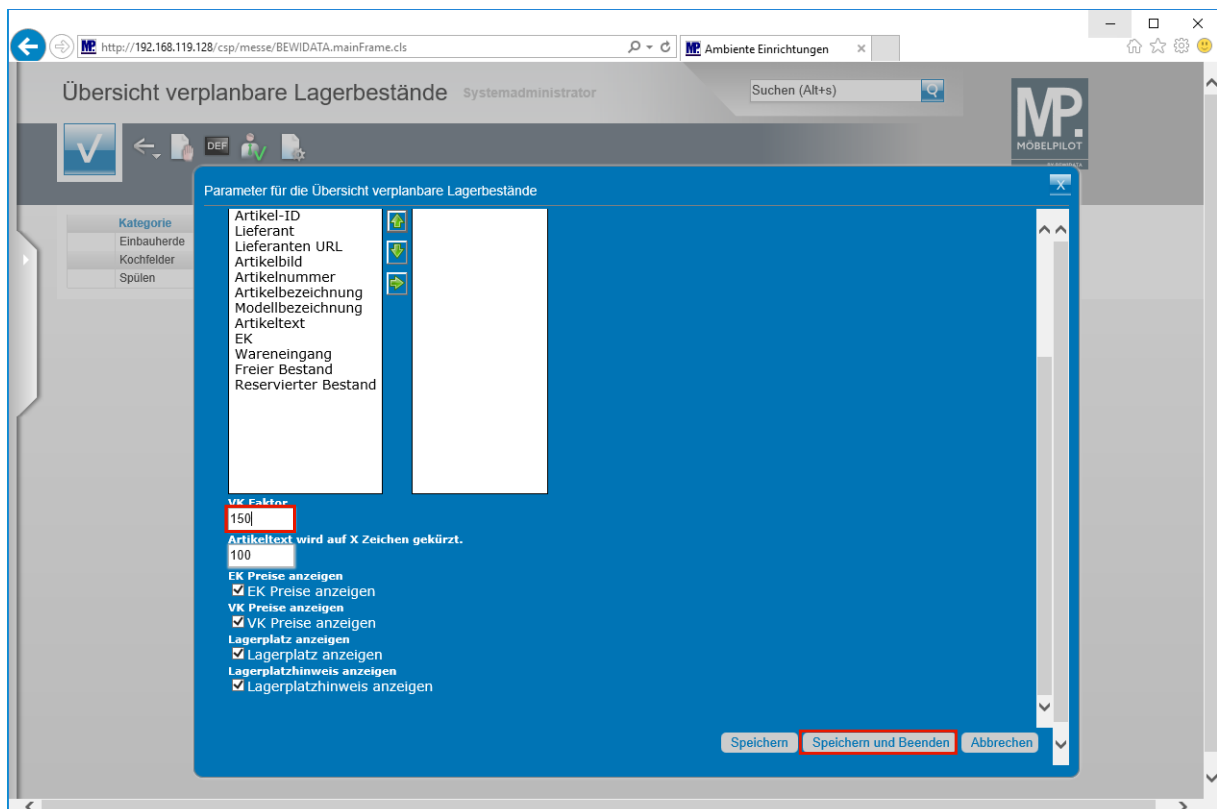 http://192.168.119.128/csp/messe/BEWIDATA.mainFrame.cls
MP. Ambiente Einrichtungen
Übersicht verplanbare Lagerbestände Systemadministrator
Suchen (Alt+s)
DEF
MP.
MÖBELPILOT
Parameter für die Übersicht verplanbare Lagerbestände
X
Kategorie
Einbauherde
Kochfelder
Spülen
Artikel-ID
Lieferant
Lieferanten URL
Artikelbild
Artikelnummer
Artikelbezeichnung
Modellbezeichnung
Artikeltext
EK
Wareneingang
Freier Bestand
Reservierter Bestand
VK Faktor
150
Artikeltext wird auf X Zeichen gekürzt.
100
EK Preise anzeigen
EK Preise anzeigen
VK Preise anzeigen
VK Preise anzeigen
Lagerplatz anzeigen
Lagerplatz anzeigen
Lagerplatzhinweis anzeigen
Lagerplatzhinweis anzeigen
Speichern Speichern und Beenden Abbrechen